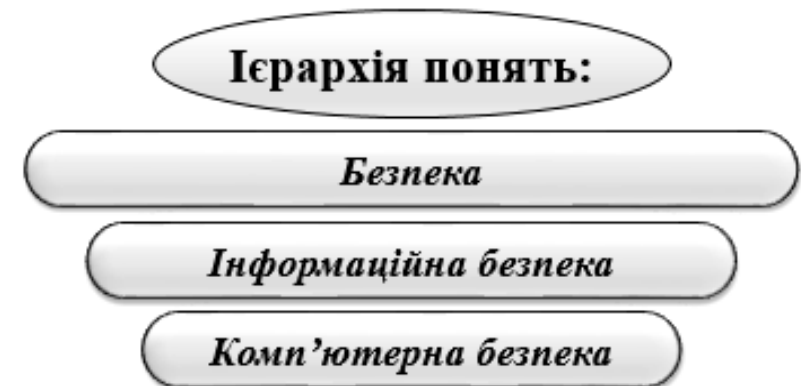 Ієрархія понять:
Безпека
Інформаційна безпека
Комп’ютерна безпека